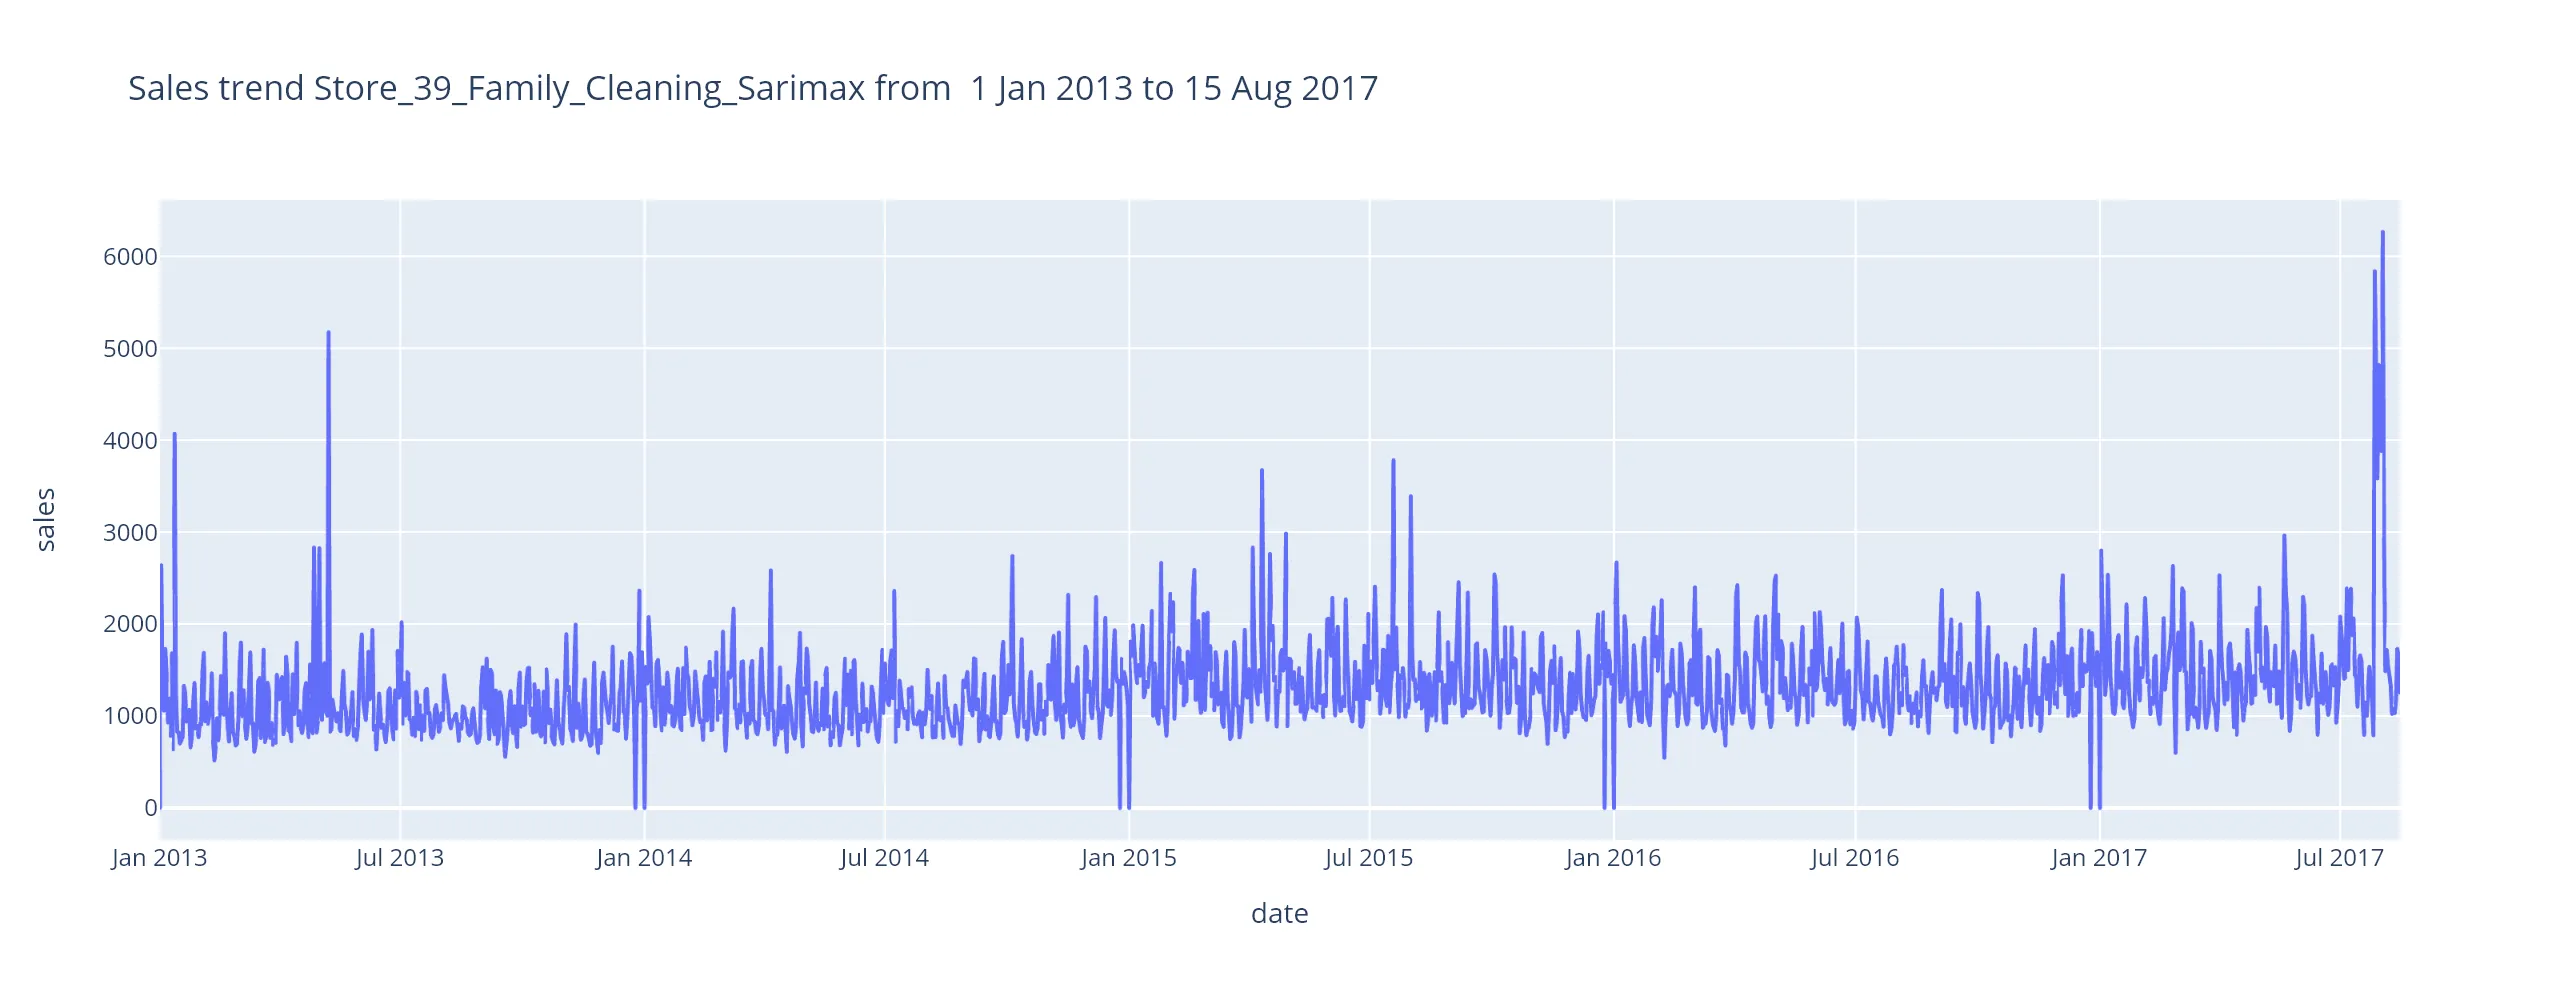 Sales trend Store_39_Family_Cleaning_Sarimax from  1 Jan 2013 to 15 Aug 2017
6000
5000
4000
3000
2000
1000
0
sales
Jan 2013 Jul 2013 Jan 2014 Jul 2014 Jan 2015 Jul 2015 Jan 2016 Jul 2016 Jan 2017 Jul 2017
date